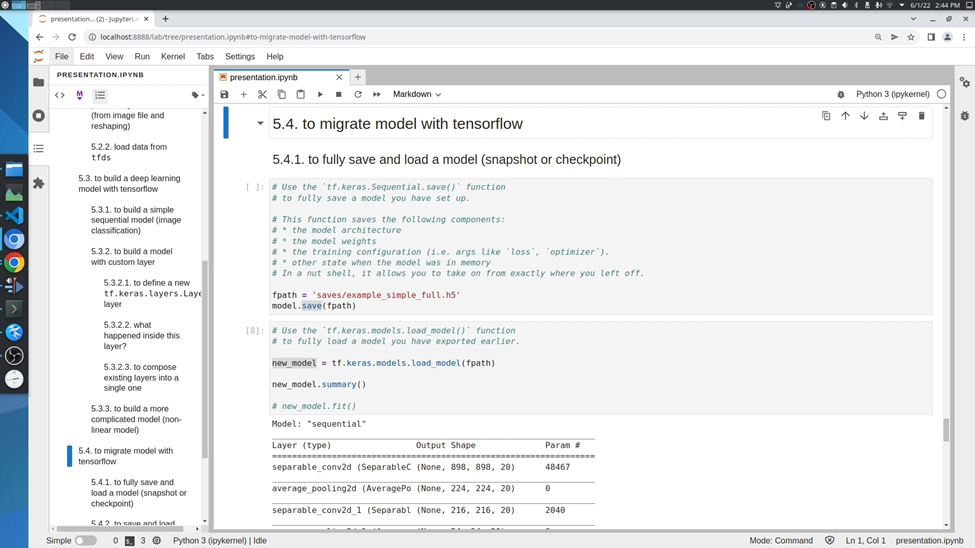 6/1/22 2:44 PM
presentation.... (2) - JupyterL
localhost:8888/lab/tree/presentation.ipynb#to-migrate-model-with-tensorflow
File Edit View Run Kernel Tabs Settings Help
PRESENTATION.IPYNB
presentation.ipynb
Markdown
Python 3 (ipykernel)
(from image file and
reshaping)
5.2.2. load data from
tfds
5.3. to build a deep learning
model with tensorflow
5.3.1. to build a simple
sequential model (image
classification)
5.3.2. to build a model
with custom layer
5.3.2.1. to define a new
tf.keras.layers.Laye
layer
5.3.2.2. what
happened inside this
layer?
5.3.2.3. to compose
existing layers into a
single one
5.3.3. to build a more
complicated model (non-
linear model)
5.4. to migrate model with
tensorflow
5.4.1. to fully save and
load a model (snapshot or
checkpoint)
5.4.2. to save and load
5.4. to migrate model with tensorflow
5.4.1. to fully save and load a model (snapshot or checkpoint)
[ ]:
# Use the `tf.keras.Sequential.save()` function
# to fully save a model you have set up.
# This function saves the following components:
# * the model architecture
# * the model weights
# * the training configuration (i.e. args like `loss`, `optimizer`).
# * other state when the model was in memory
# In a nut shell, it allows you to take on from exactly where you left off.
fpath = 'saves/example_simple_full.h5'
model.save(fpath)
[8]:
# Use the `tf.keras.models.load_model()` function
# to fully load a model you have exported earlier.
new_model = tf.keras.models.load_model(fpath)
new_model.summary()
# new_model.fit()
Model: "sequential"
Layer (type) Output Shape Param #
=================================================================
separable_conv2d (SeparableC (None, 898, 898, 20) 48467
average_pooling2d (AveragePo (None, 224, 224, 20) 0
separable_conv2d_1 (Separabl (None, 216, 216, 20) 2040
Simple 0 3 Python 3 (ipykernel) | Idle Mode: Command Ln 1, Col 1 presentation.ipynb